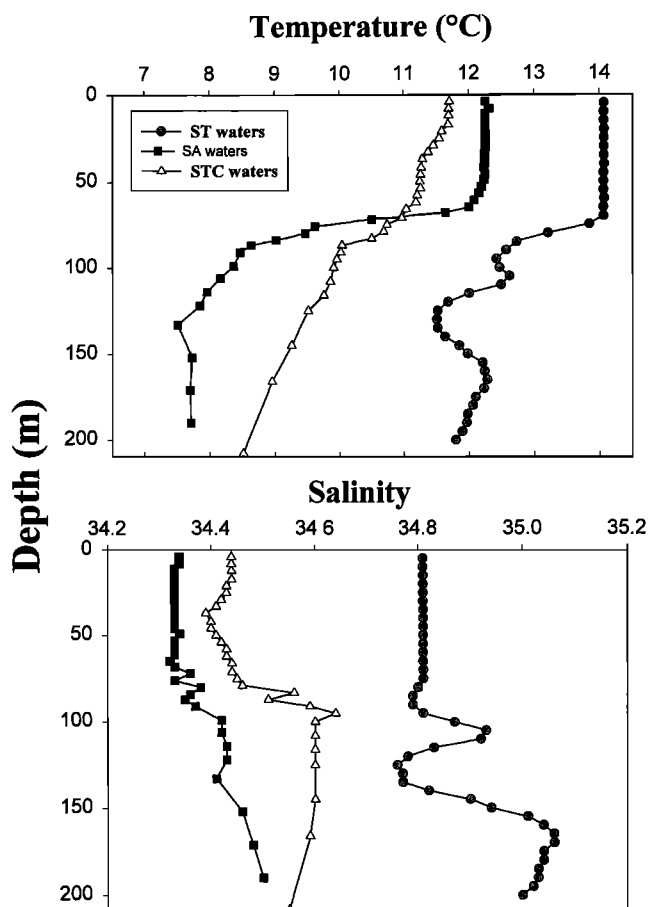 Temperature (°C)
7 8 9 10 11 12 13 14
0
50
100
150
200
ST waters
SA waters
STC waters
Depth (m)
Salinity
34.2 34.4 34.6 34.8 35.0 35.2
0
50
100
150
200